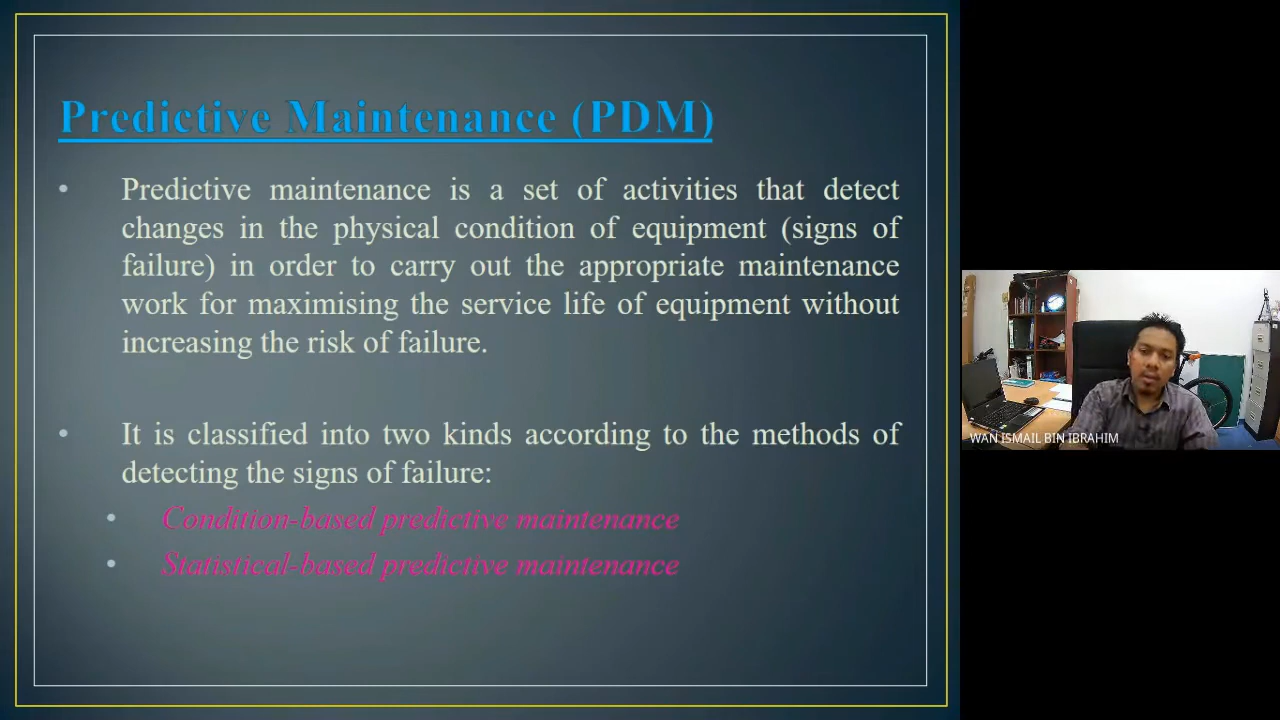 Predictive Maintenance (PDM)
• Predictive maintenance is a set of activities that detect
changes in the physical condition of equipment (signs of
failure) in order to carry out the appropriate maintenance
work for maximising the service life of equipment without
increasing the risk of failure.
• It is classified into two kinds according to the methods of
detecting the signs of failure:
• Condition-based predictive maintenance
• Statistical-based predictive maintenance
WAN ISMAIL BIN IBRAHIM